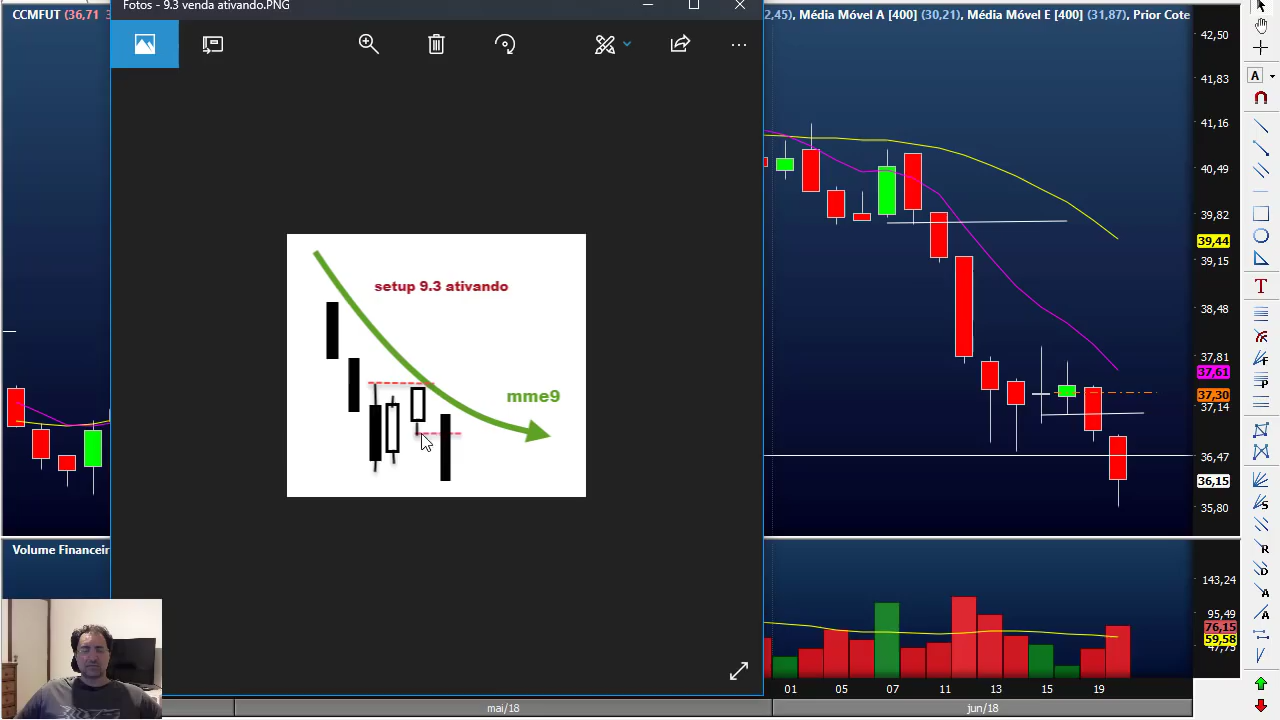 Fotos - 9.3 venda ativando.PNG
CCMFUT (36,71
2,45), Média Móvel A [400] (30,21), Média Móvel E [400] (31,87), Prior Cote
42,50
41,83
41,16
40,49
39,82
39,44
39,15
38,48
37,81
37,61
37,30
37,14
36,47
36,15
35,80
setup 9.3 ativando
mme9
Volume Financeir
143,24
95,49
76,15
59,58
47,75
01 05 07 11 13 15 19
mai/18
jun/18
A
T
F
P
S
R
D
A
A